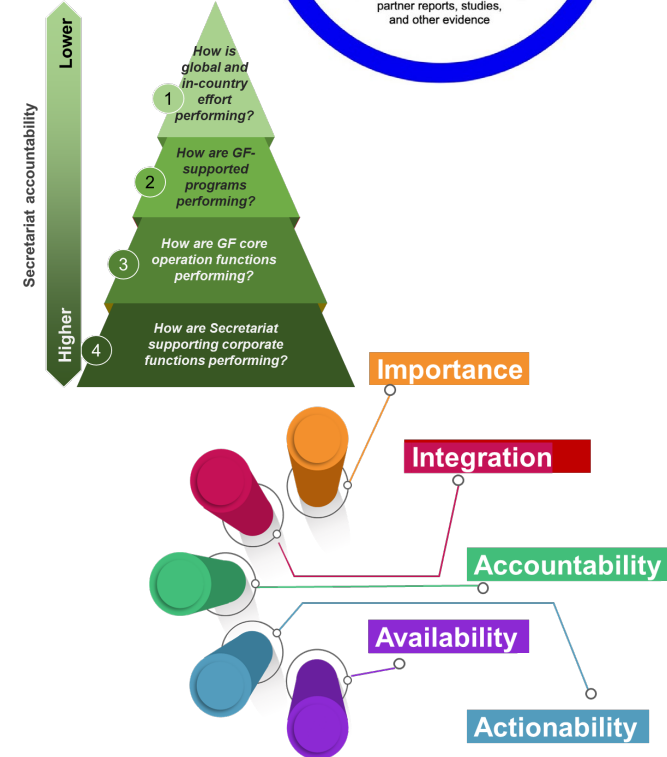 partner reports, studies,
and other evidence
Lower
Secretariat accountability
Higher
How is
global and
in-country
effort
performing?
1
How are GF-
supported
programs
performing?
2
How are GF core
operation functions
performing?
3
How are Secretariat
supporting corporate
functions performing?
4
Importance
Integration
Accountability
Availability
Actionability